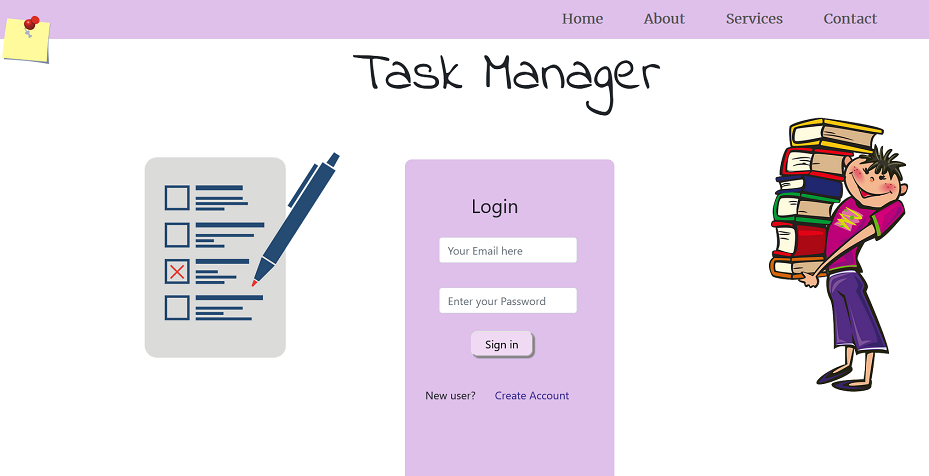 Home About Services Contact
Task Manager
Login
Your Email here
Enter your Password
Sign in
New user? Create Account